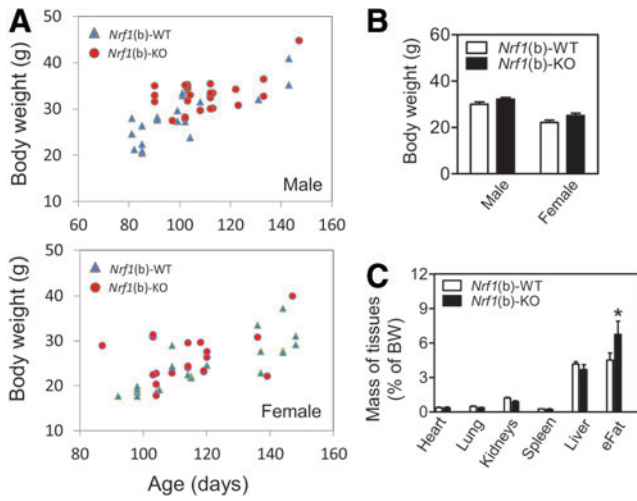 A
Body weight (g)
50
40
30
20
10
Nrf1(b)-WT
Nrf1(b)-KO
Male
60 80 100 120 140 160
Body weight (g)
50
40
30
20
10
Nrf1(b)-WT
Nrf1(b)-KO
Female
60 80 100 120 140 160
Age (days)
B
Body weight (g)
60
40
20
0
Nrf1(b)-WT
Nrf1(b)-KO
Male
Female
C
Mass of tissues
(% of BW)
12
9
6
3
0
Nrf1(b)-WT
Nrf1(b)-KO
*
Heart
Lung
Kidneys
Spleen
Liver
eFat